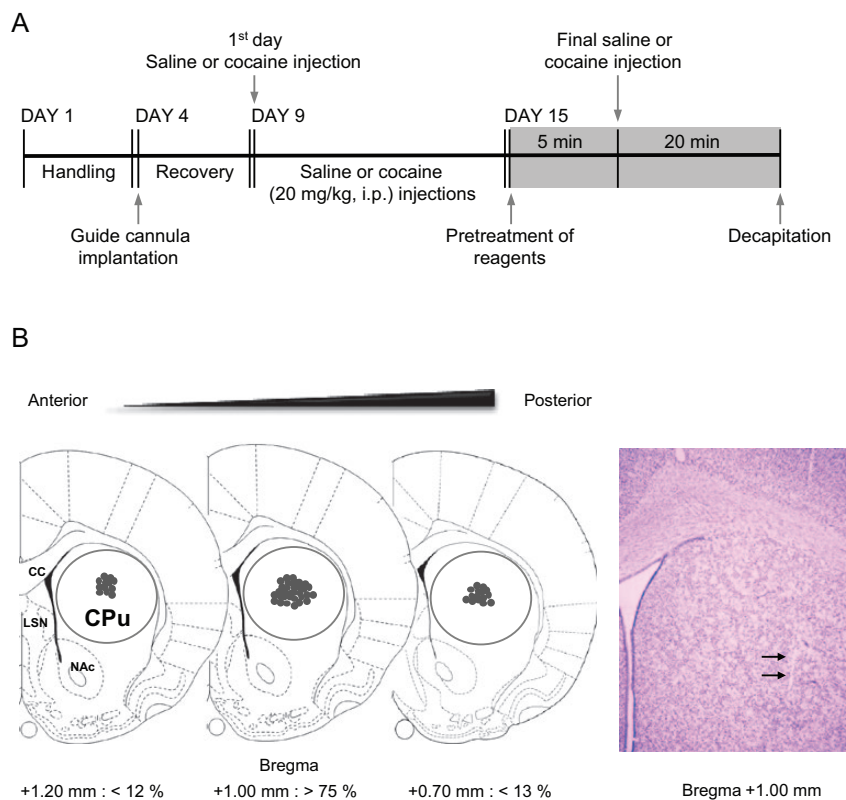 A
1st day
Saline or cocaine injection
Final saline or
cocaine injection
DAY 1
DAY 4
DAY 9
DAY 15
5 min
20 min
Handling
Recovery
Saline or cocaine
(20 mg/kg, i.p.) injections
Guide cannula
implantation
Pretreatment of
reagents
Decapitation
B
Anterior
Posterior
CC
CPu
LSN
NAc
Bregma
+1.20 mm : < 12 %
+1.00 mm : > 75 %
+0.70 mm : < 13 %
Bregma +1.00 mm